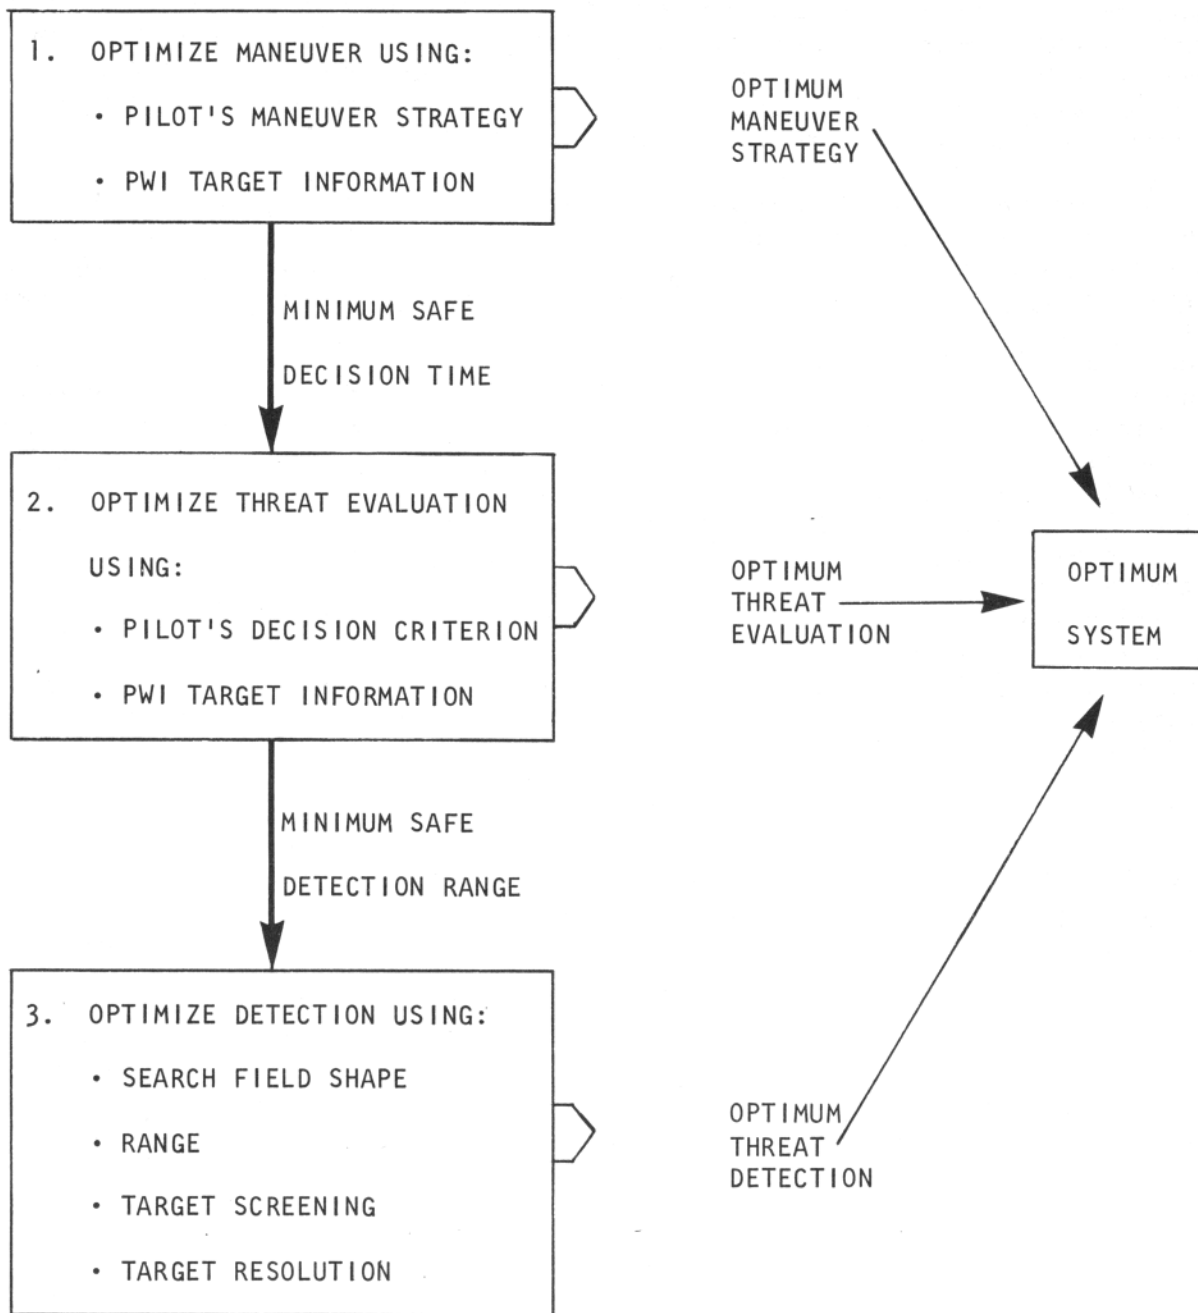 1. OPTIMIZE MANEUVER USING:
• PILOT'S MANEUVER STRATEGY
• PWI TARGET INFORMATION
OPTIMUM
MANEUVER
STRATEGY
MINIMUM SAFE
DECISION TIME
2. OPTIMIZE THREAT EVALUATION
USING:
• PILOT'S DECISION CRITERION
• PWI TARGET INFORMATION
OPTIMUM
THREAT
EVALUATION
OPTIMUM
SYSTEM
MINIMUM SAFE
DETECTION RANGE
3. OPTIMIZE DETECTION USING:
• SEARCH FIELD SHAPE
• RANGE
• TARGET SCREENING
• TARGET RESOLUTION
OPTIMUM
THREAT
DETECTION